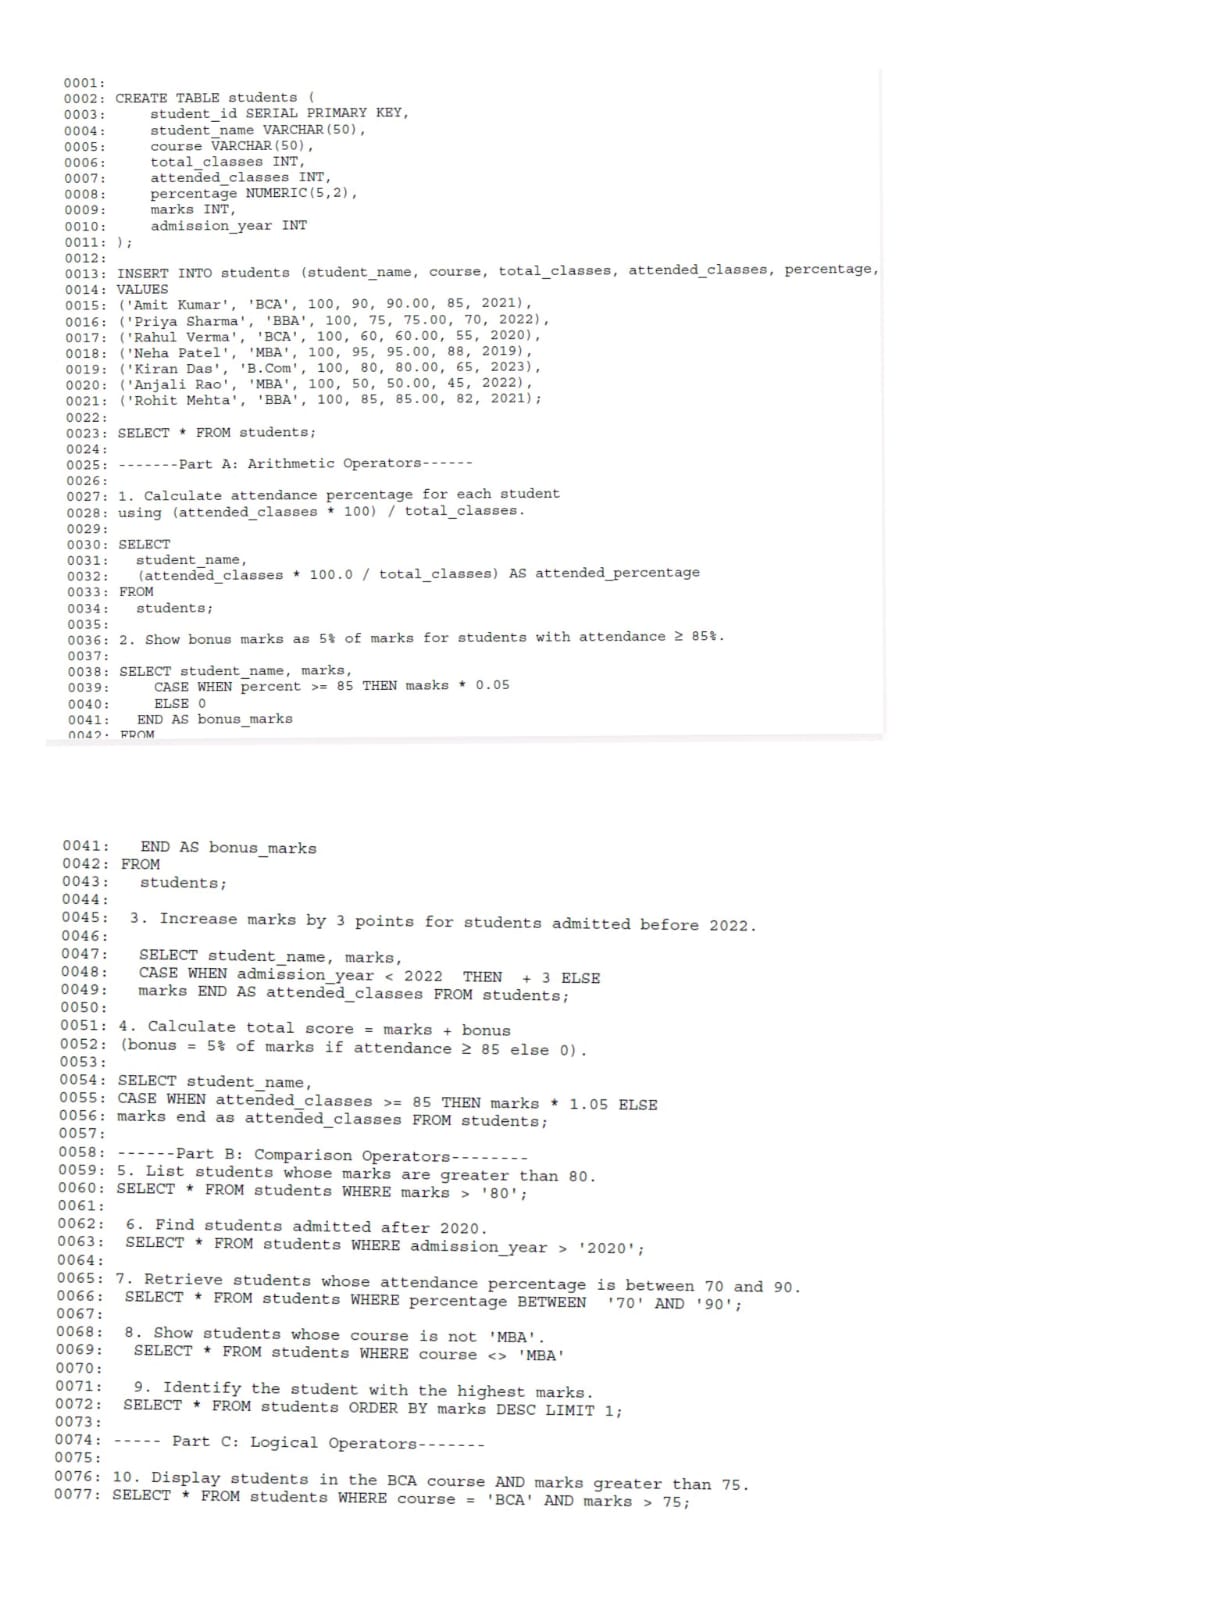 0001:
0002: CREATE TABLE students (
0003:     student_id SERIAL PRIMARY KEY,
0004:     student_name VARCHAR(50),
0005:     course VARCHAR(50),
0006:     total_classes INT,
0007:     attended_classes INT,
0008:     percentage NUMERIC(5,2),
0009:     marks INT,
0010:     admission_year INT
0011: );
0012:
0013: INSERT INTO students (student_name, course, total_classes, attended_classes, percentage,
0014: VALUES
0015: ('Amit Kumar', 'BCA', 100, 90, 90.00, 85, 2021),
0016: ('Priya Sharma', 'BBA', 100, 75, 75.00, 70, 2022),
0017: ('Rahul Verma', 'BCA', 100, 60, 60.00, 55, 2020),
0018: ('Neha Patel', 'MBA', 100, 95, 95.00, 88, 2019),
0019: ('Kiran Das', 'B.Com', 100, 80, 80.00, 65, 2023),
0020: ('Anjali Rao', 'MBA', 100, 50, 50.00, 45, 2022),
0021: ('Rohit Mehta', 'BBA', 100, 85, 85.00, 82, 2021);
0022:
0023: SELECT * FROM students;
0024:
0025: -------Part A: Arithmetic Operators------
0026:
0027: 1. Calculate attendance percentage for each student
0028: using (attended_classes * 100) / total_classes.
0029:
0030: SELECT
0031:   student_name,
0032:   (attended_classes * 100.0 / total_classes) AS attended_percentage
0033: FROM
0034:   students;
0035:
0036: 2. Show bonus marks as 5% of marks for students with attendance ≥ 85%.
0037:
0038: SELECT student_name, marks,
0039:     CASE WHEN percent >= 85 THEN masks * 0.05
0040:     ELSE 0
0041:   END AS bonus_marks
0042: FROM
0041:   END AS bonus_marks
0042: FROM
0043:   students;
0044:
0045:  3. Increase marks by 3 points for students admitted before 2022.
0046:
0047:   SELECT student_name, marks,
0048:   CASE WHEN admission_year < 2022  THEN  + 3 ELSE
0049:   marks END AS attended_classes FROM students;
0050:
0051: 4. Calculate total score = marks + bonus
0052: (bonus = 5% of marks if attendance ≥ 85 else 0).
0053:
0054: SELECT student_name,
0055: CASE WHEN attended_classes >= 85 THEN marks * 1.05 ELSE
0056: marks end as attended_classes FROM students;
0057:
0058: ------Part B: Comparison Operators--------
0059: 5. List students whose marks are greater than 80.
0060: SELECT * FROM students WHERE marks > '80';
0061:
0062:  6. Find students admitted after 2020.
0063:  SELECT * FROM students WHERE admission_year > '2020';
0064:
0065: 7. Retrieve students whose attendance percentage is between 70 and 90.
0066:  SELECT * FROM students WHERE percentage BETWEEN  '70' AND '90';
0067:
0068:  8. Show students whose course is not 'MBA'.
0069:   SELECT * FROM students WHERE course <> 'MBA'
0070:
0071:   9. Identify the student with the highest marks.
0072:  SELECT * FROM students ORDER BY marks DESC LIMIT 1;
0073:
0074: ----- Part C: Logical Operators-------
0075:
0076: 10. Display students in the BCA course AND marks greater than 75.
0077: SELECT * FROM students WHERE course = 'BCA' AND marks > 75;